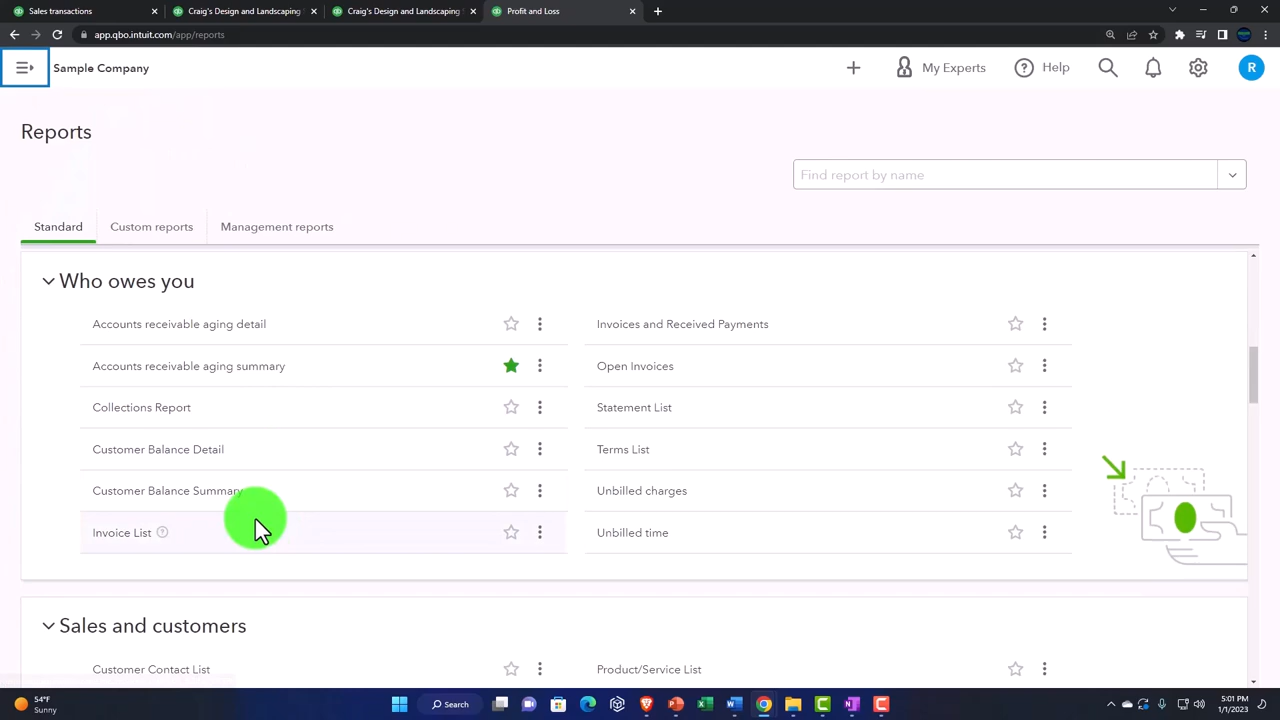 Sales transactions
Craig's Design and Landscaping
Craig's Design and Landscaping
Profit and Loss
app.qbo.intuit.com/app/reports
Sample Company
My Experts
Help
R
Reports
Find report by name
Standard
Custom reports
Management reports
Who owes you
Accounts receivable aging detail
Invoices and Received Payments
Accounts receivable aging summary
Open Invoices
Collections Report
Statement List
Customer Balance Detail
Terms List
Customer Balance Summary
Unbilled charges
Invoice List
Unbilled time
Sales and customers
Customer Contact List
Product/Service List
54°F
Sunny
Search
5:01 PM
1/1/2023